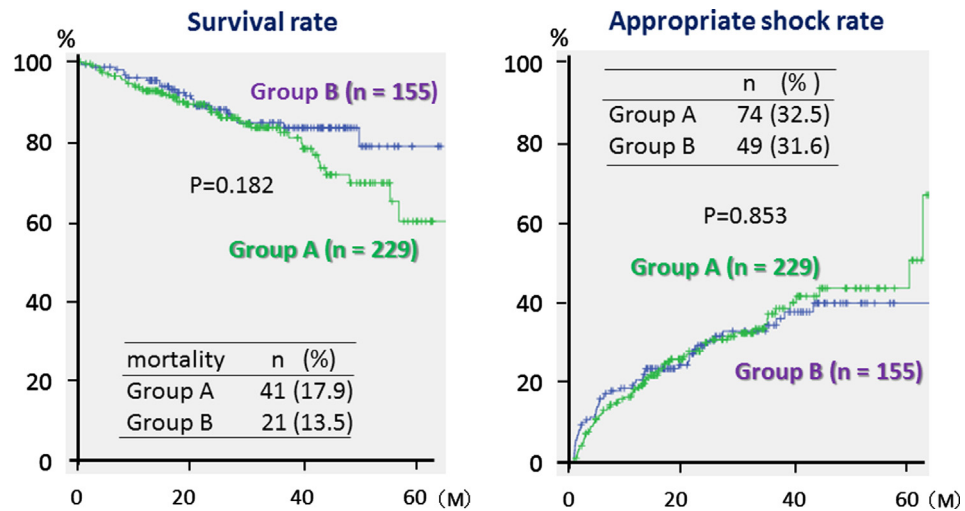 Survival rate
%
100
80
60
40
20
0
Group B (n = 155)
P=0.182
Group A (n = 229)
mortality n (%)
Group A 41 (17.9)
Group B 21 (13.5)
0 20 40 60 (M)
Appropriate shock rate
%
100
80
60
40
20
0
n (% )
Group A 74 (32.5)
Group B 49 (31.6)
P=0.853
Group A (n = 229)
Group B (n = 155)
0 20 40 60 (M)